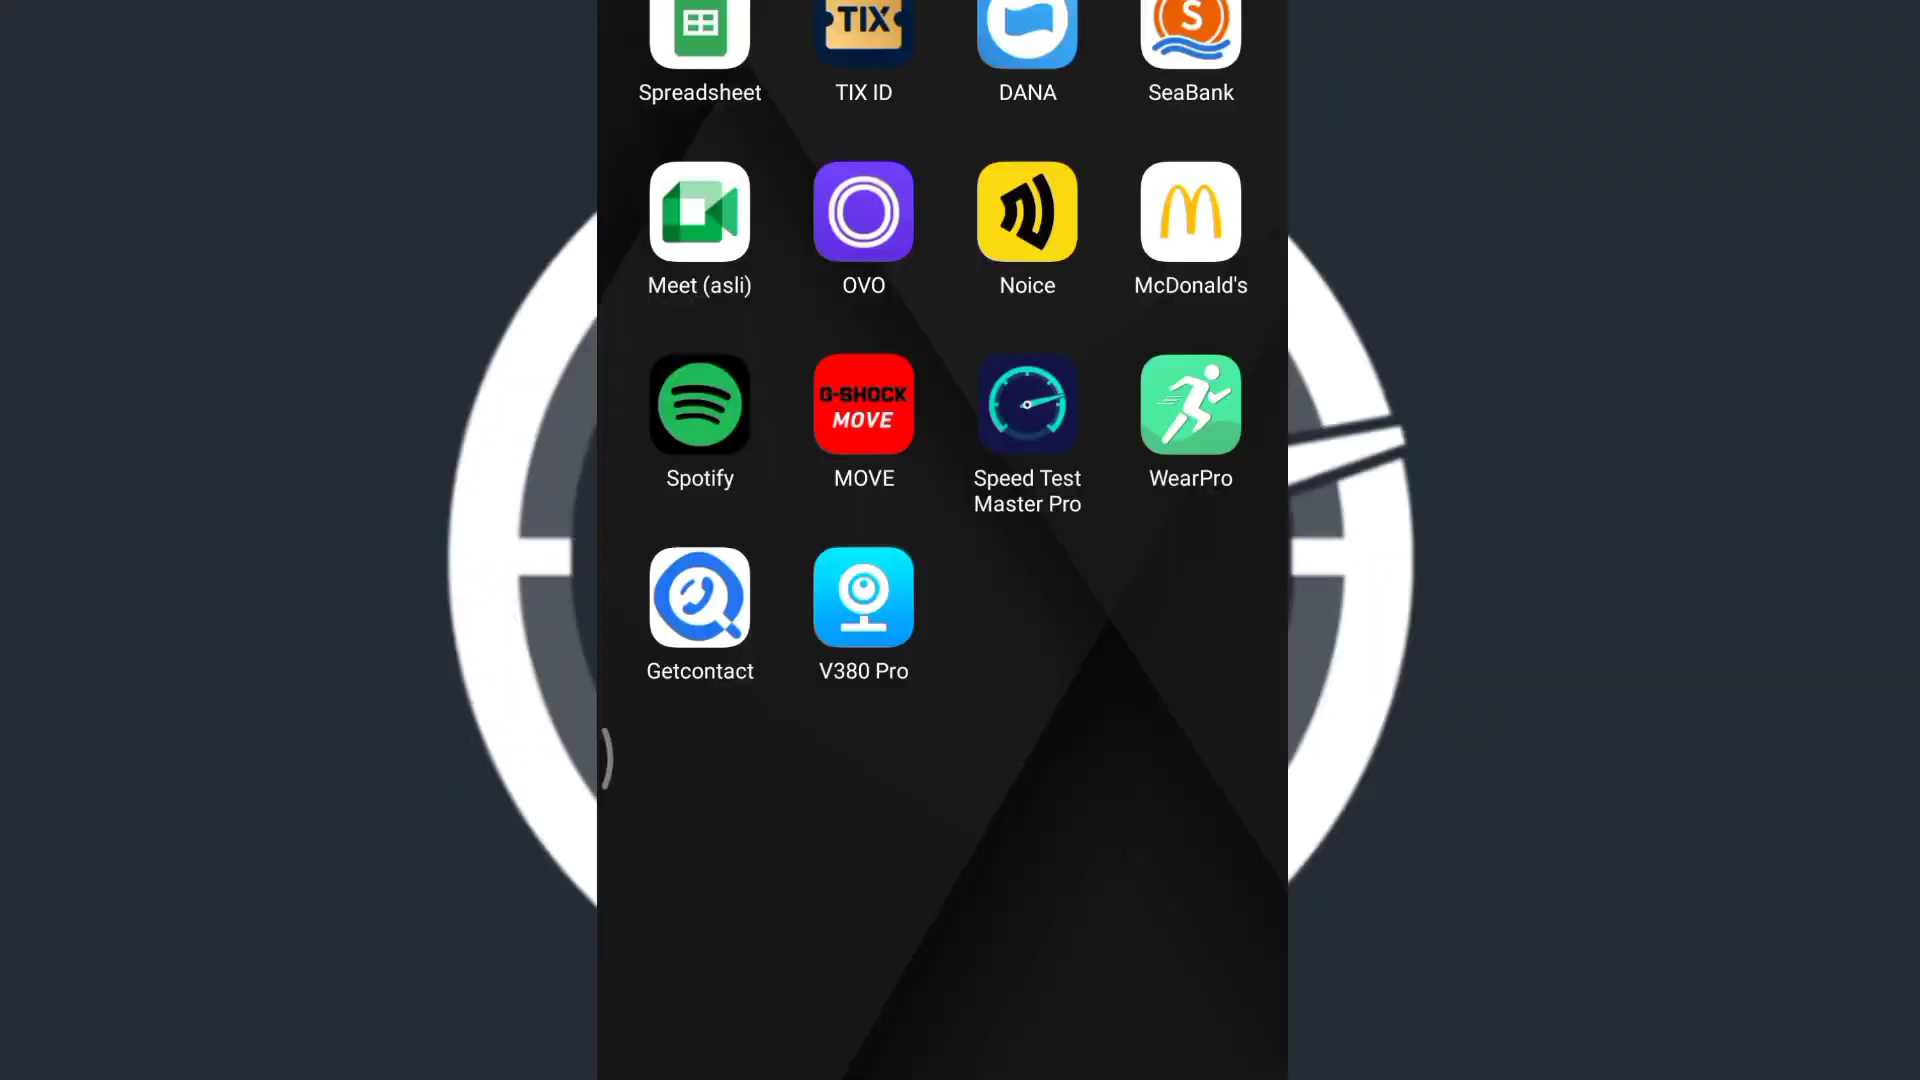 TIX
S
Spreadsheet
TIX ID
DANA
SeaBank
Meet (asli)
OVO
Noice
McDonald's
G-SHOCK
MOVE
Spotify
MOVE
Speed Test
Master Pro
WearPro
Getcontact
V380 Pro